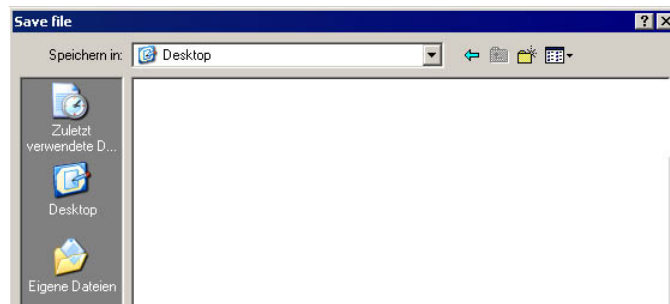 Save file
Speichern in:
Desktop
Zuletzt
verwendete D...
Desktop
Eigene Dateien